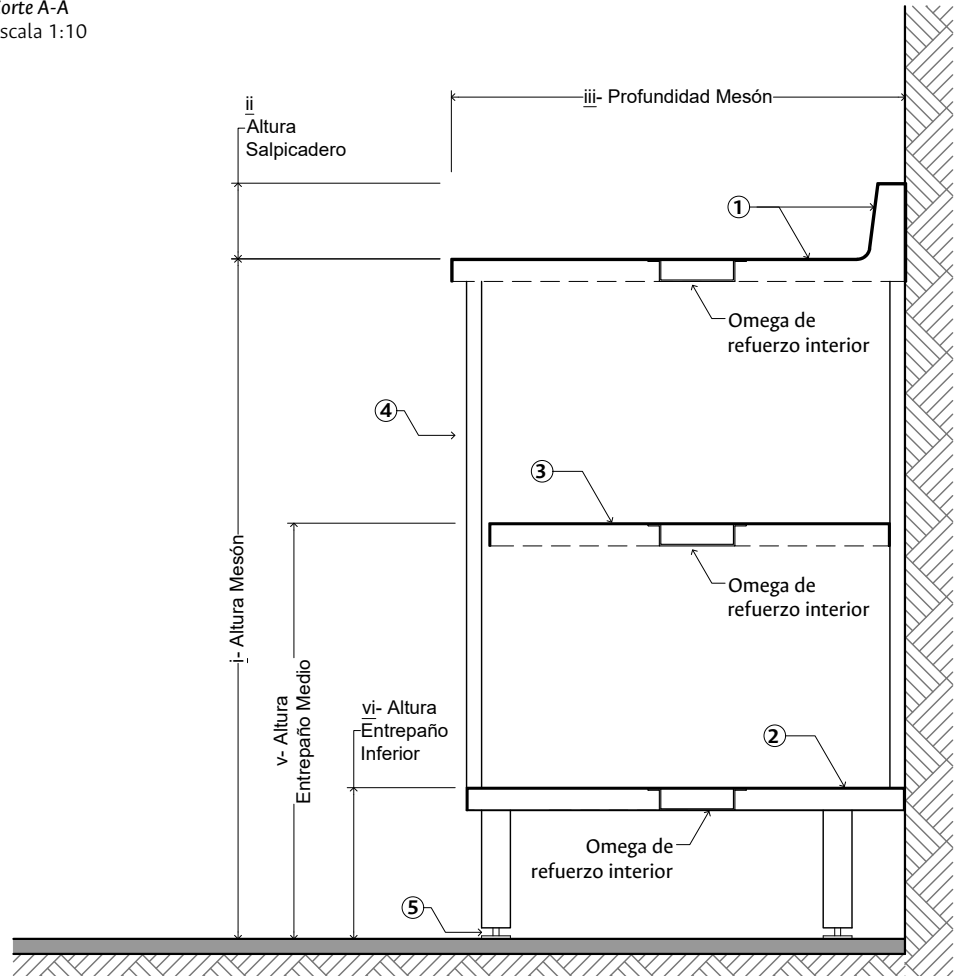 orte A-A
scala 1:10
ii
Altura
Salpicadero
iii- Profundidad Mesón
1
Omega de
refuerzo interior
4
3
Omega de
refuerzo interior
i- Altura Mesón
v- Altura
Entrepaño Medio
vi- Altura
Entrepaño
Inferior
2
Omega de
refuerzo interior
5